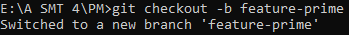 E:\A SMT 4\PM>git checkout -b feature-prime
Switched to a new branch 'feature-prime'